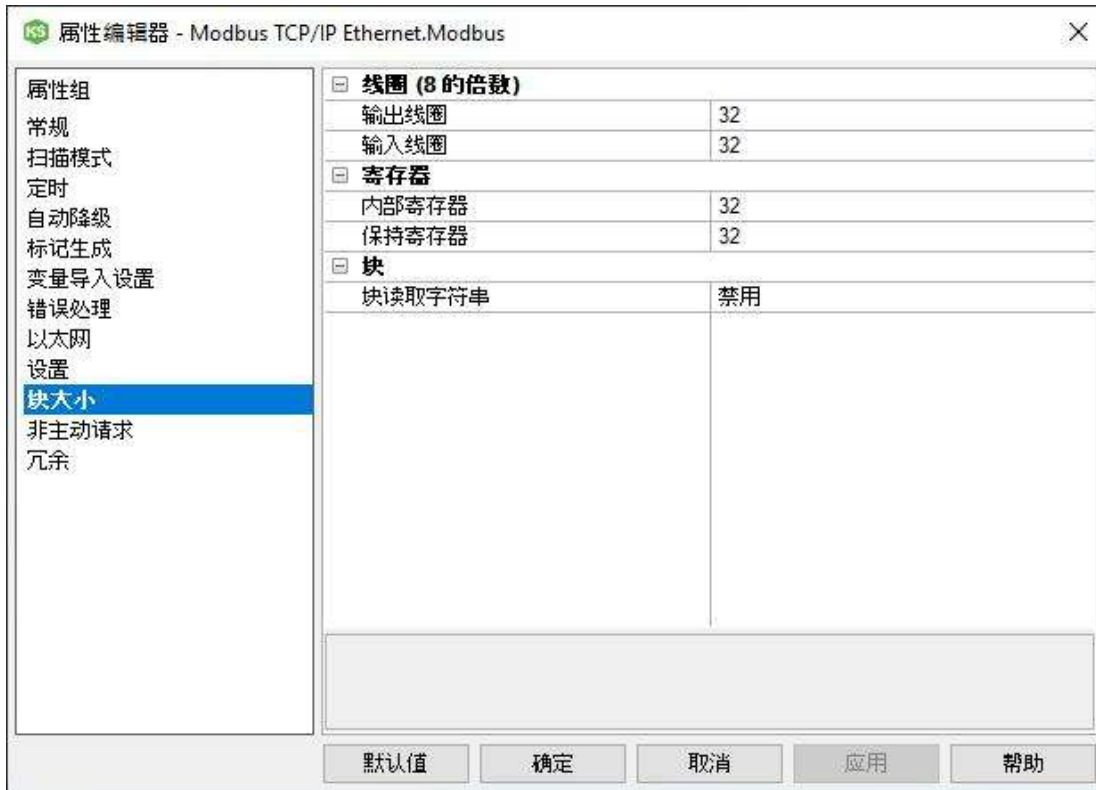 KS 属性编辑器 - Modbus TCP/IP Ethernet.Modbus
属性组
常规
扫描模式
定时
自动降级
标记生成
变量导入设置
错误处理
以太网
设置
块大小
非主动请求
冗余
线圈 (8 的倍数)
输出线圈 32
输入线圈 32
寄存器
内部寄存器 32
保持寄存器 32
块
块读取字符串 禁用
默认值 确定 取消 应用 帮助